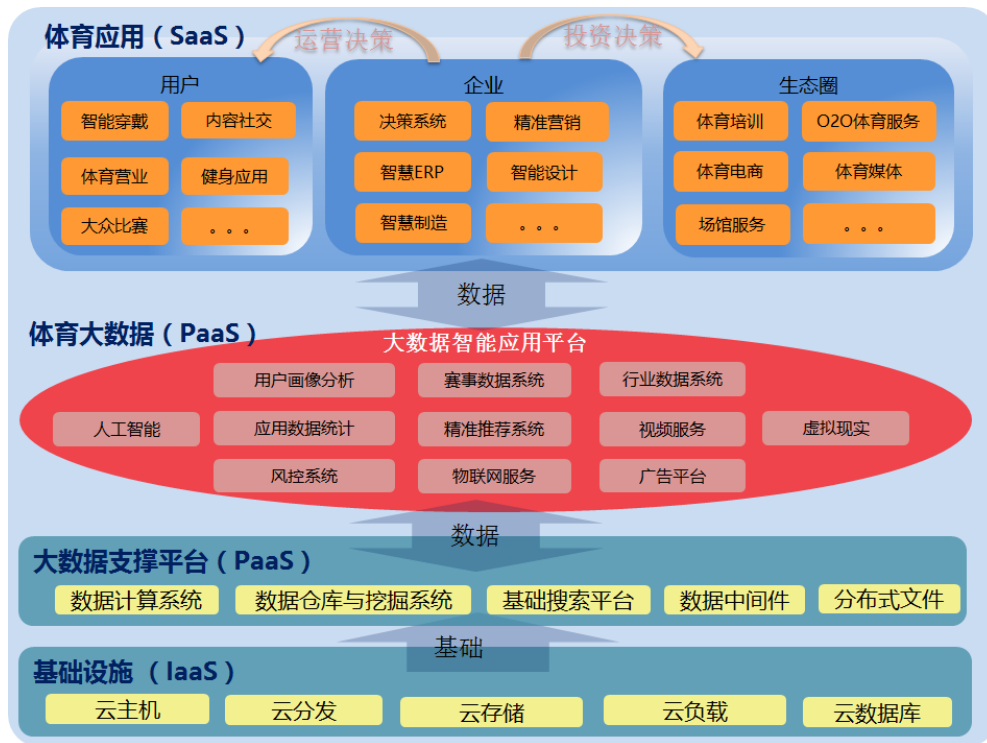 体育应用（SaaS）
运营决策
投资决策
用户
智能穿戴
内容社交
体育营业
健身应用
大众比赛
。。。
企业
决策系统
精准营销
智慧ERP
智能设计
智慧制造
。。。
生态圈
体育培训
O2O体育服务
体育电商
体育媒体
场馆服务
。。。
数据
体育大数据（PaaS）
大数据智能应用平台
用户画像分析
赛事数据系统
行业数据系统
人工智能
应用数据统计
精准推荐系统
视频服务
虚拟现实
风控系统
物联网服务
广告平台
数据
大数据支撑平台（PaaS）
数据计算系统
数据仓库与挖掘系统
基础搜索平台
数据中间件
分布式文件
基础
基础设施 （IaaS）
云主机
云分发
云存储
云负载
云数据库